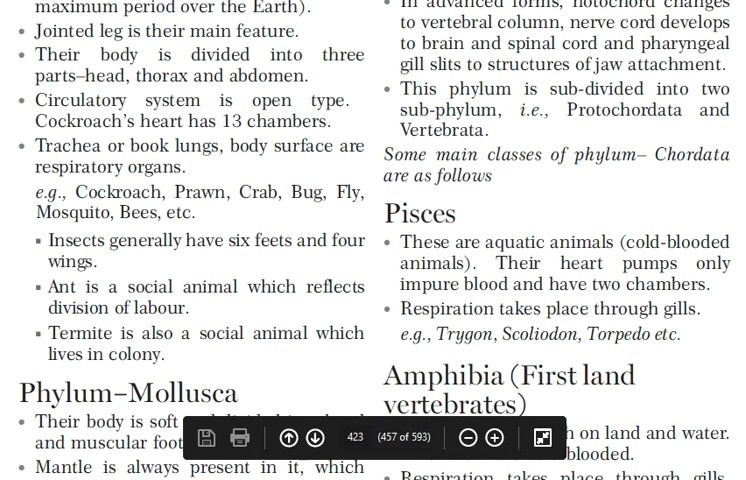 maximum period over the Earth).
Jointed leg is their main feature.
Their body is divided into three
parts–head, thorax and abdomen.
Circulatory system is open type.
Cockroach's heart has 13 chambers.
Trachea or book lungs, body surface are
respiratory organs.
e.g., Cockroach, Prawn, Crab, Bug, Fly,
Mosquito, Bees, etc.
Insects generally have six feets and four
wings.
Ant is a social animal which reflects
division of labour.
Termite is also a social animal which
lives in colony.
Phylum–Mollusca
Their body is soft
and muscular foot
Mantle is always present in it, which
In advanced forms, notochord changes
to vertebral column, nerve cord develops
to brain and spinal cord and pharyngeal
gill slits to structures of jaw attachment.
This phylum is sub-divided into two
sub-phylum, i.e., Protochordata and
Vertebrata.
Some main classes of phylum– Chordata
are as follows
Pisces
These are aquatic animals (cold-blooded
animals). Their heart pumps only
impure blood and have two chambers.
Respiration takes place through gills.
e.g., Trygon, Scoliodon, Torpedo etc.
Amphibia (First land
vertebrates)
on land and water.
blooded.
Respiration takes place through gills,
423 (457 of 593)